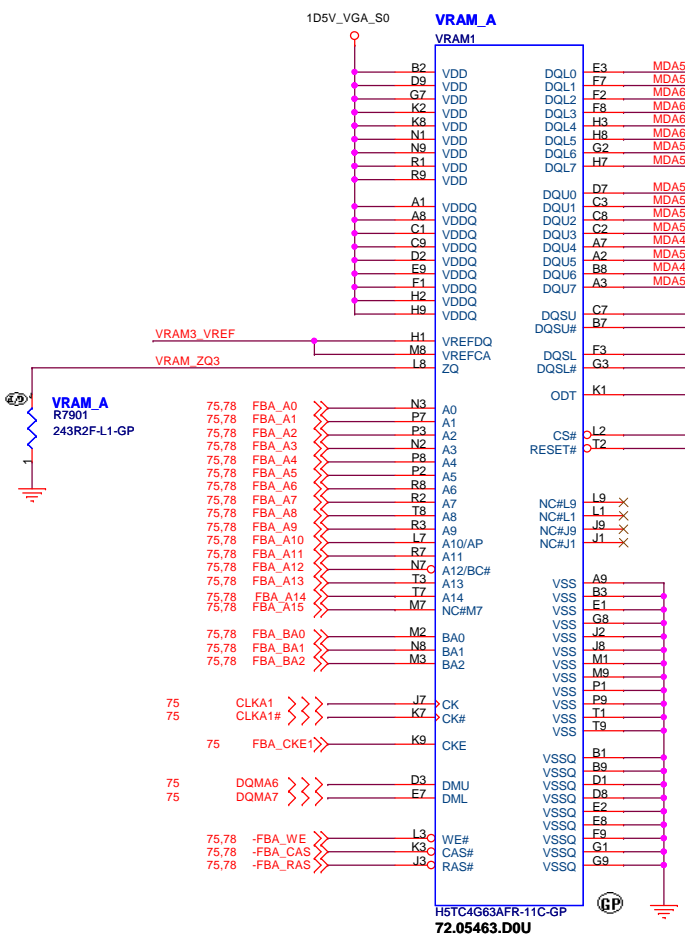 1D5V_VGA_S0
VRAM_A
VRAM1
B2 VDD DQL0 E3 MDA5
D9 VDD DQL1 F7 MDA5
G7 VDD DQL2 F2 MDA6
K2 VDD DQL3 F8 MDA6
K8 VDD DQL4 H3 MDA6
N1 VDD DQL5 H8 MDA6
N9 VDD DQL6 G2 MDA5
R1 VDD DQL7 H7 MDA5
R9 VDD
DQU0 D7 MDA5
A1 VDDQ DQU1 C3 MDA5
A8 VDDQ DQU2 C8 MDA5
C1 VDDQ DQU3 C2 MDA5
C9 VDDQ DQU4 A7 MDA4
D2 VDDQ DQU5 A2 MDA5
E9 VDDQ DQU6 B8 MDA4
F1 VDDQ DQU7 A3 MDA5
H2 VDDQ
H9 VDDQ DQSU C7
DQSU# B7
VRAM3_VREF H1 VREFDQ
M8 VREFCA DQSL F3
VRAM_ZQ3 L8 ZQ DQSL# G3
ODT K1
VRAM_A
R7901
243R2F-L1-GP
1
75,78 FBA_A0 N3 A0
75,78 FBA_A1 P7 A1
75,78 FBA_A2 P3 A2 CS# L2
75,78 FBA_A3 N2 A3 RESET# T2
75,78 FBA_A4 P8 A4
75,78 FBA_A5 P2 A5
75,78 FBA_A6 R8 A6
75,78 FBA_A7 R2 A7 NC#L9 L9
75,78 FBA_A8 T8 A8 NC#L1 L1
75,78 FBA_A9 R3 A9 NC#J9 J9
75,78 FBA_A10 L7 A10/AP NC#J1 J1
75,78 FBA_A11 R7 A11
75,78 FBA_A12 N7 A12/BC#
75,78 FBA_A13 T3 A13 VSS A9
75,78 FBA_A14 T7 A14 VSS B3
75,78 FBA_A15 M7 NC#M7 VSS E1
VSS G8
75,78 FBA_BA0 M2 BA0 VSS J2
75,78 FBA_BA1 N8 BA1 VSS J8
75,78 FBA_BA2 M3 BA2 VSS M1
VSS M9
VSS P1
75 CLKA1 J7 CK VSS P9
75 CLKA1# K7 CK# VSS T1
VSS T9
75 FBA_CKE1 K9 CKE
VSSQ B1
VSSQ B9
75 DQMA6 D3 DMU VSSQ D1
75 DQMA7 E7 DML VSSQ D8
VSSQ E2
VSSQ E8
75,78 -FBA_WE L3 WE# VSSQ F9
75,78 -FBA_CAS K3 CAS# VSSQ G1
75,78 -FBA_RAS J3 RAS# VSSQ G9
GP
H5TC4G63AFR-11C-GP
72.05463.D0U